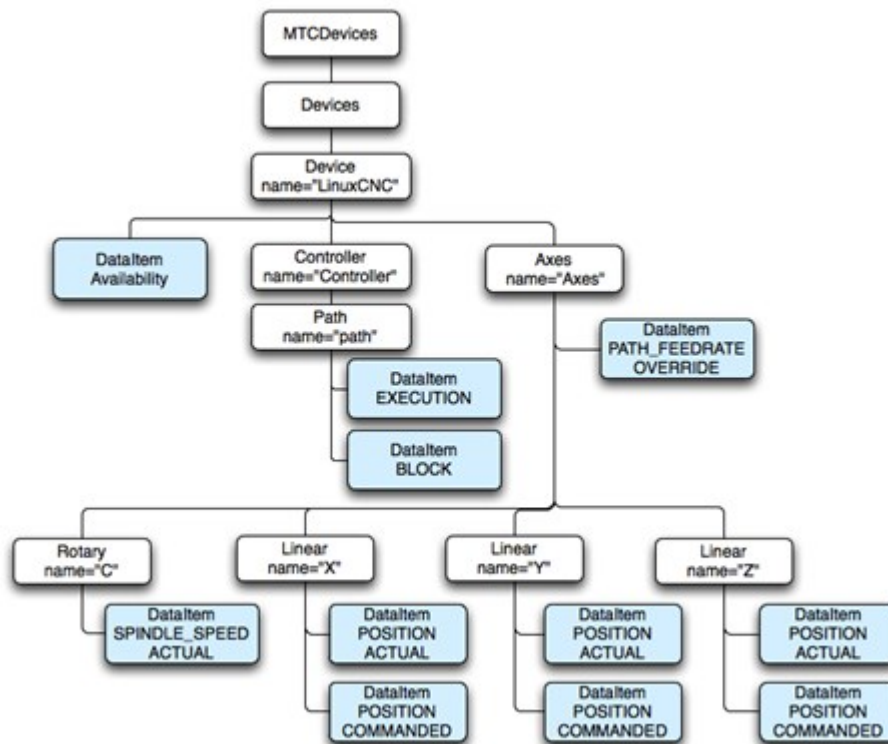 MTCDevices
Devices
Device
name="LinuxCNC"
DataItem
Availability
Controller
name="Controller"
Axes
name="Axes"
Path
name="path"
DataItem
PATH_FEEDRATE
OVERRIDE
DataItem
EXECUTION
DataItem
BLOCK
Rotary
name="C"
Linear
name="X"
Linear
name="Y"
Linear
name="Z"
DataItem
SPINDLE_SPEED
ACTUAL
DataItem
POSITION
ACTUAL
DataItem
POSITION
ACTUAL
DataItem
POSITION
ACTUAL
DataItem
POSITION
COMMANDED
DataItem
POSITION
COMMANDED
DataItem
POSITION
COMMANDED